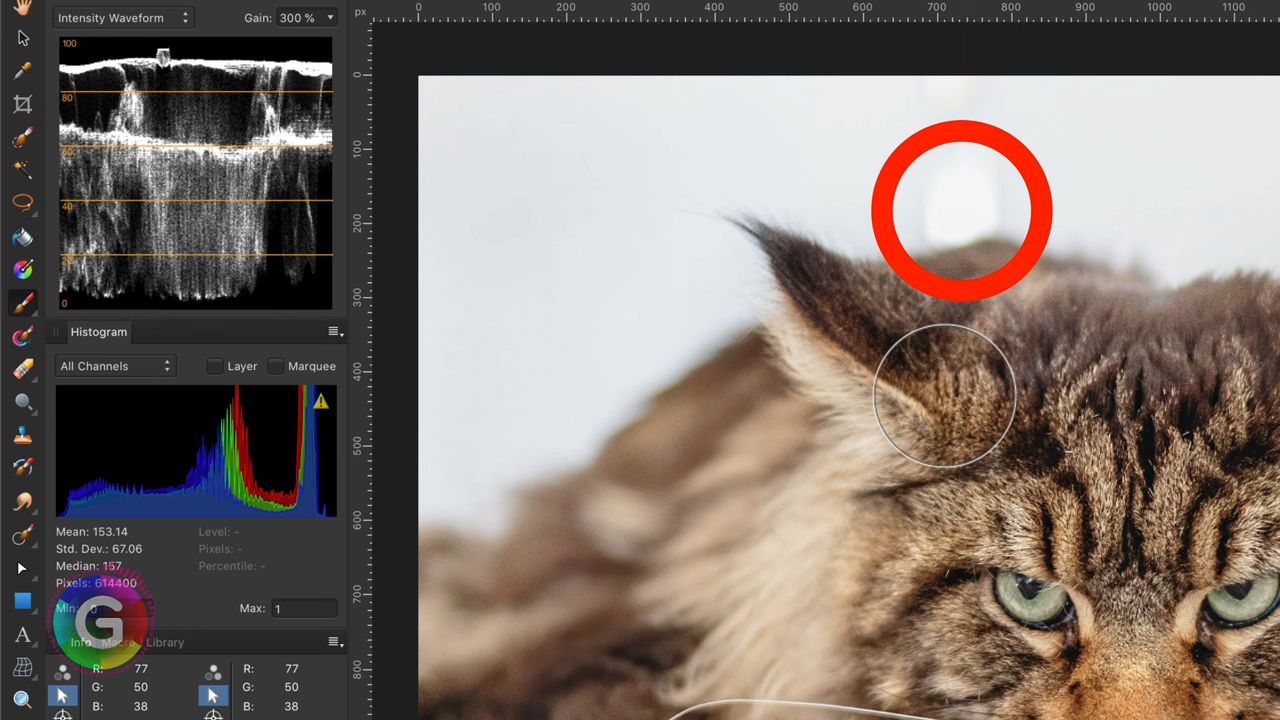 Intensity Waveform Gain: 300 %
px 0 100 200 300 400 500 600 700 800 900 1000 1100
100
80
60
40
20
0
0
100
200
300
400
500
600
700
800
Histogram
All Channels Layer Marquee
Mean: 153.14 Level: -
Std. Dev.: 67.06 Pixels: -
Median: 157 Percentile: -
Pixels: 614400
Min: 0 Max: 1
G
Info Macro Library
R: 77 R: 77
G: 50 G: 50
B: 38 B: 38
A